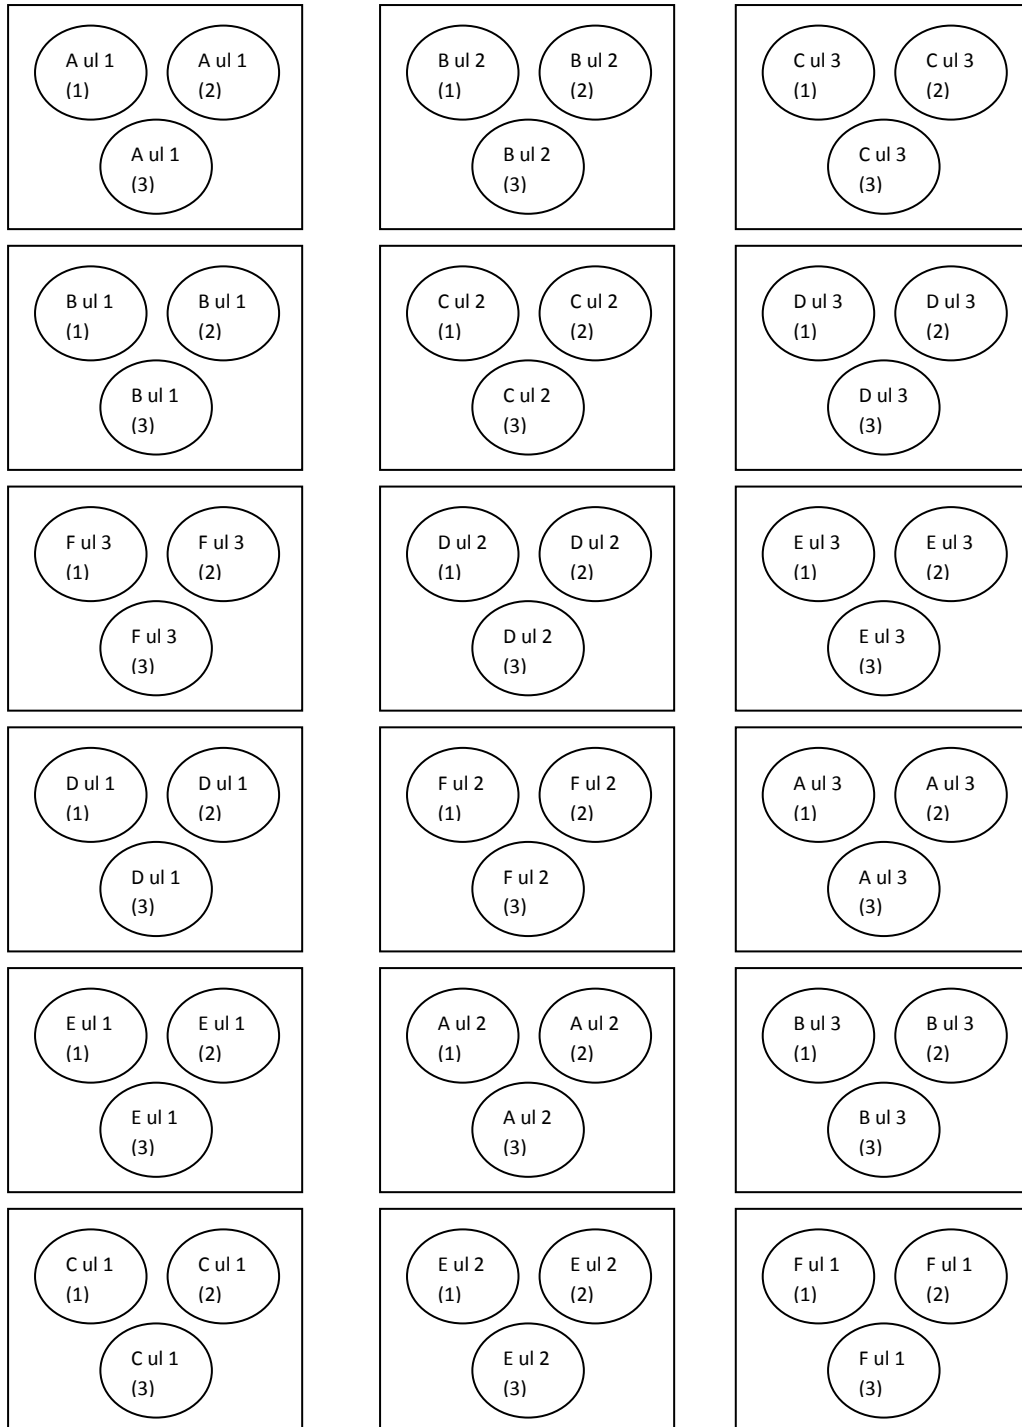 A ul 1 A ul 1 B ul 2 B ul 2 C ul 3 C ul 3
(1) (2) (1) (2) (1) (2)
A ul 1 B ul 2 C ul 3
(3) (3) (3)
B ul 1 B ul 1 C ul 2 C ul 2 D ul 3 D ul 3
(1) (2) (1) (2) (1) (2)
B ul 1 C ul 2 D ul 3
(3) (3) (3)
F ul 3 F ul 3 D ul 2 D ul 2 E ul 3 E ul 3
(1) (2) (1) (2) (1) (2)
F ul 3 D ul 2 E ul 3
(3) (3) (3)
D ul 1 D ul 1 F ul 2 F ul 2 A ul 3 A ul 3
(1) (2) (1) (2) (1) (2)
D ul 1 F ul 2 A ul 3
(3) (3) (3)
E ul 1 E ul 1 A ul 2 A ul 2 B ul 3 B ul 3
(1) (2) (1) (2) (1) (2)
E ul 1 A ul 2 B ul 3
(3) (3) (3)
C ul 1 C ul 1 E ul 2 E ul 2 F ul 1 F ul 1
(1) (2) (1) (2) (1) (2)
C ul 1 E ul 2 F ul 1
(3) (3) (3)